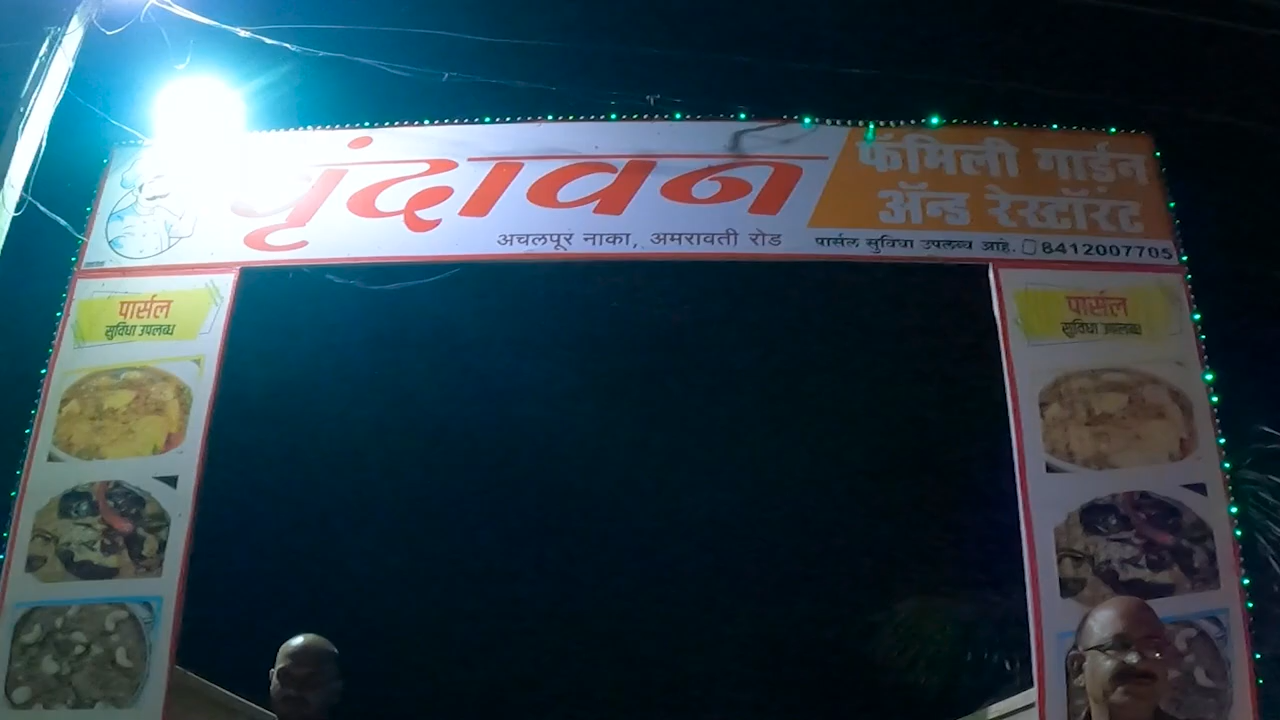 वृंदावन
फॅमिली गार्डन
ॲन्ड रेस्टॉरंट
अचलपूर नाका, अमरावती रोड
पार्सल सुविधा उपलब्ध आहे. 8412007705
पार्सल
सुविधा उपलब्ध
पार्सल
सुविधा उपलब्ध